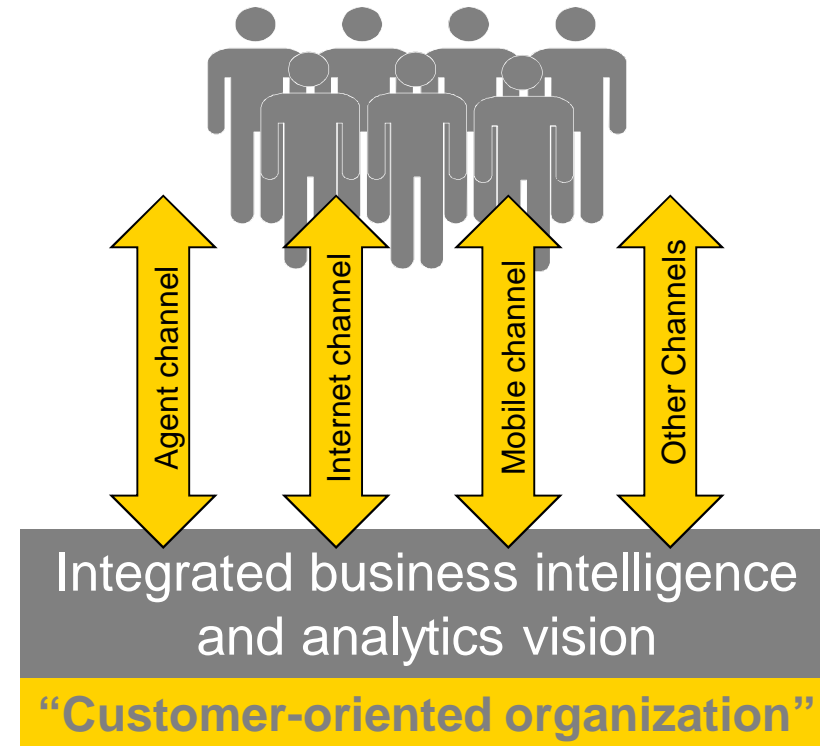 Agent channel
Internet channel
Mobile channel
Other Channels
Integrated business intelligence
and analytics vision
“Customer-oriented organization”